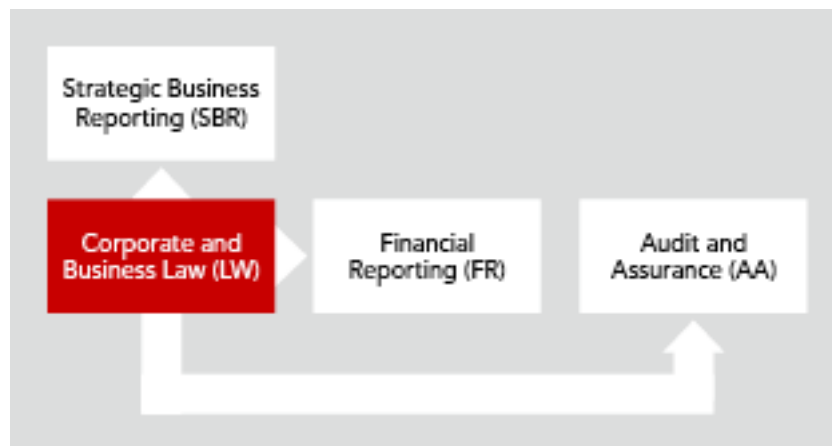 Strategic Business
Reporting (SBR)
Corporate and
Business Law (LW)
Financial
Reporting (FR)
Audit and
Assurance (AA)